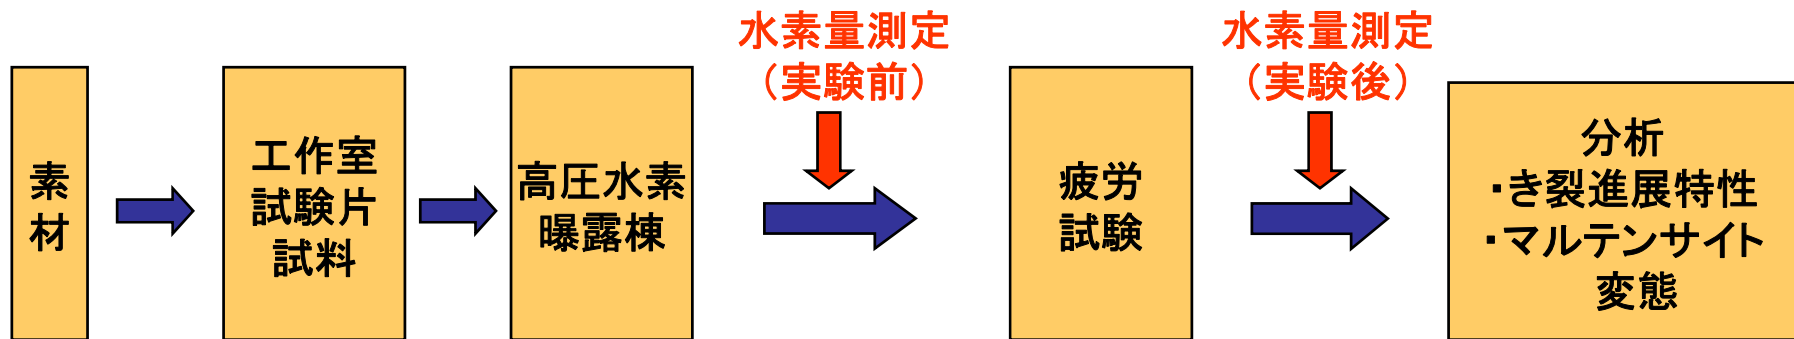 素
材
工作室
試験片
試料
高圧水素
曝露棟
水素量測定
（実験前）
疲労
試験
水素量測定
（実験後）
分析
・き裂進展特性
・マルテンサイト
変態